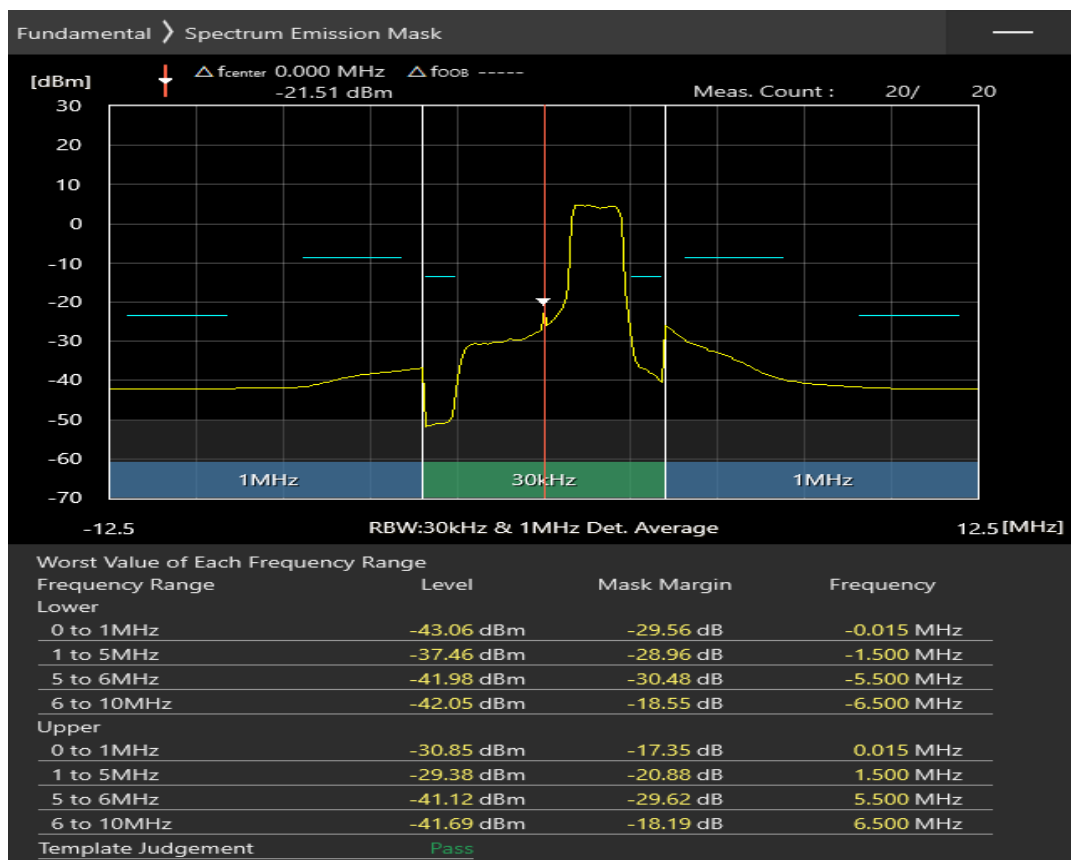 Fundamental ❯ Spectrum Emission Mask
[dBm] Δ fcenter 0.000 MHz Δ fOOB -----
-21.51 dBm Meas. Count : 20/ 20
30
20
10
0
-10
-20
-30
-40
-50
-60
-70
1MHz 30kHz 1MHz
-12.5 RBW:30kHz & 1MHz Det. Average 12.5 [MHz]
Worst Value of Each Frequency Range
Frequency Range Level Mask Margin Frequency
Lower
0 to 1MHz -43.06 dBm -29.56 dB -0.015 MHz
1 to 5MHz -37.46 dBm -28.96 dB -1.500 MHz
5 to 6MHz -41.98 dBm -30.48 dB -5.500 MHz
6 to 10MHz -42.05 dBm -18.55 dB -6.500 MHz
Upper
0 to 1MHz -30.85 dBm -17.35 dB 0.015 MHz
1 to 5MHz -29.38 dBm -20.88 dB 1.500 MHz
5 to 6MHz -41.12 dBm -29.62 dB 5.500 MHz
6 to 10MHz -41.69 dBm -18.19 dB 6.500 MHz
Template Judgement Pass